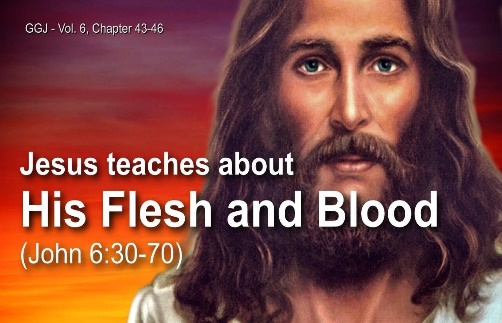 GGJ - Vol. 6, Chapter 43-46
Jesus teaches about
His Flesh and Blood
(John 6:30-70)